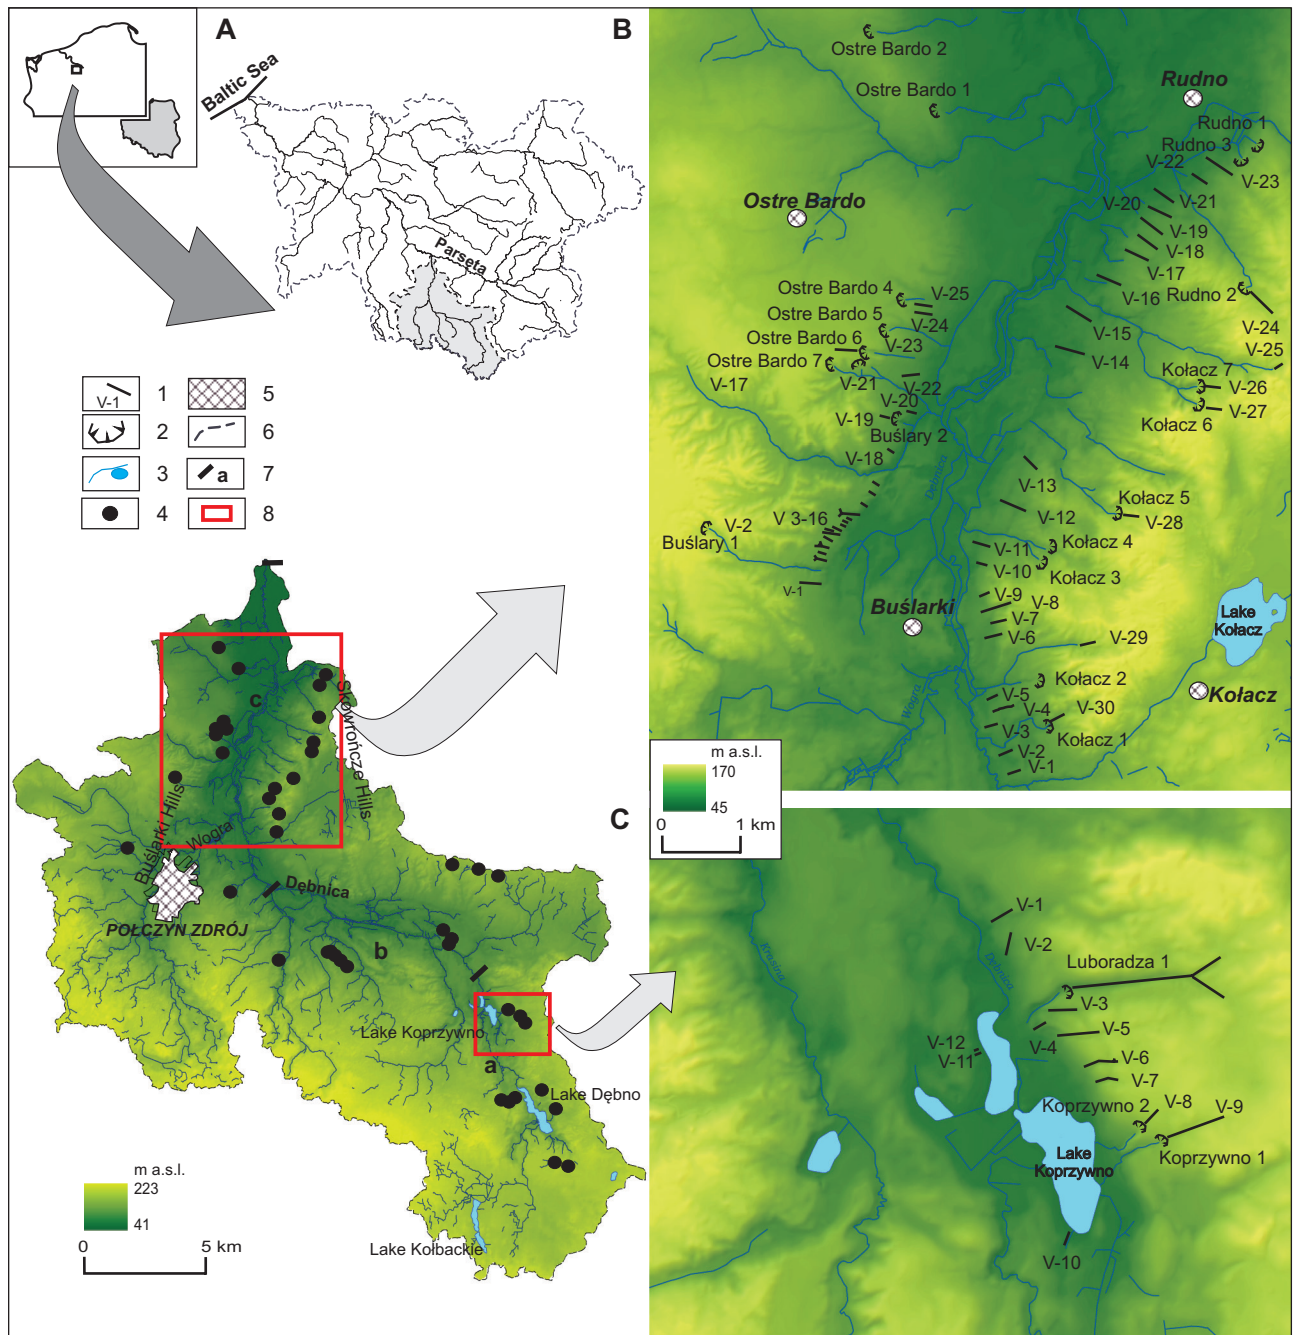 A
Baltic Sea
Parsęta
V-1
1
2
3
4
5
6
a
7
8
c
Skowrończe Hills
Buślarki Hills
Wogra
Dębnica
POŁCZYN ZDRÓJ
b
Lake Koprzywno
a
Lake Dębno
Lake Kołbackie
m a.s.l.
223
41
0
5 km
B
Ostre Bardo 2
Ostre Bardo 1
Rudno
Rudno 1
Rudno 3
V-22
V-23
V-21
V-20
V-19
V-18
V-17
V-16
Rudno 2
V-24
V-25
V-15
V-14
Ostre Bardo
Ostre Bardo 4
V-25
Ostre Bardo 5
V-24
Ostre Bardo 6
V-23
Ostre Bardo 7
V-17
V-21
V-22
V-20
V-19
Buślary 2
V-18
Dębnica
Kołacz 7
V-26
V-27
Kołacz 6
V-13
Kołacz 5
V-28
V-12
V 3-16
V-2
Buślary 1
V-1
V-11
Kołacz 4
V-10
Kołacz 3
V-9
V-8
V-7
V-6
V-29
Buślarki
Lake
Kołacz
Kołacz
Kołacz 2
V-5
V-4
V-30
V-3
Kołacz 1
V-2
V-1
Wogra
m a.s.l.
170
45
0
1 km
C
Krasina
Dębnica
V-1
V-2
Luboradza 1
V-3
V-4
V-5
V-12
V-11
V-6
V-7
Koprzywno 2
V-8
V-9
Lake
Koprzywno
Koprzywno 1
V-10